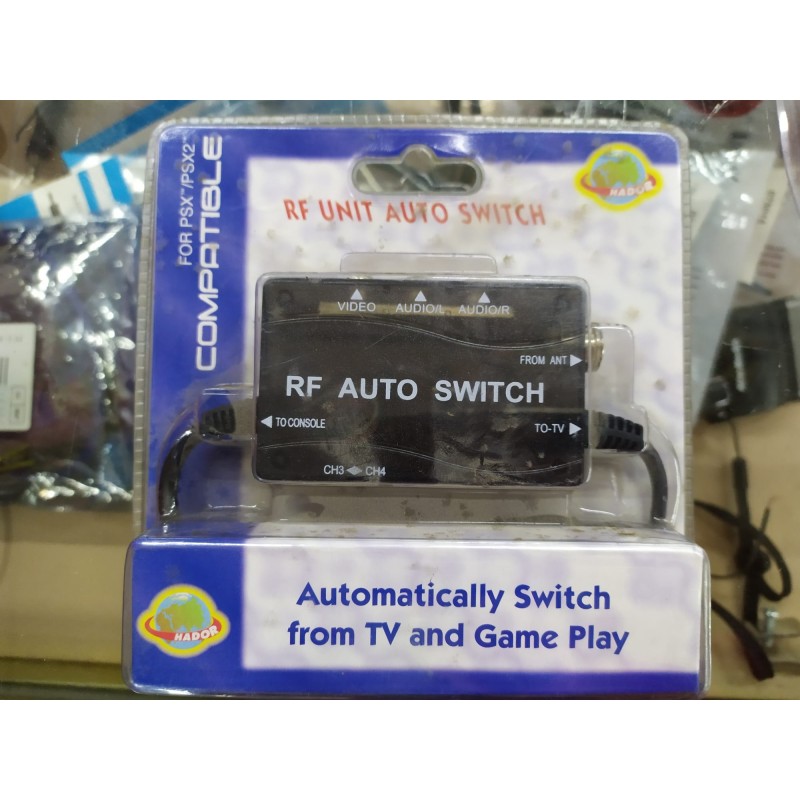 FOR PSX™/PSX2™
COMPATIBLE
HADOR
RF UNIT AUTO SWITCH
VIDEO AUDIO/L AUDIO/R
FROM ANT
RF AUTO SWITCH
TO CONSOLE
TO-TV
CH3 CH4
HADOR
Automatically Switch
from TV and Game Play